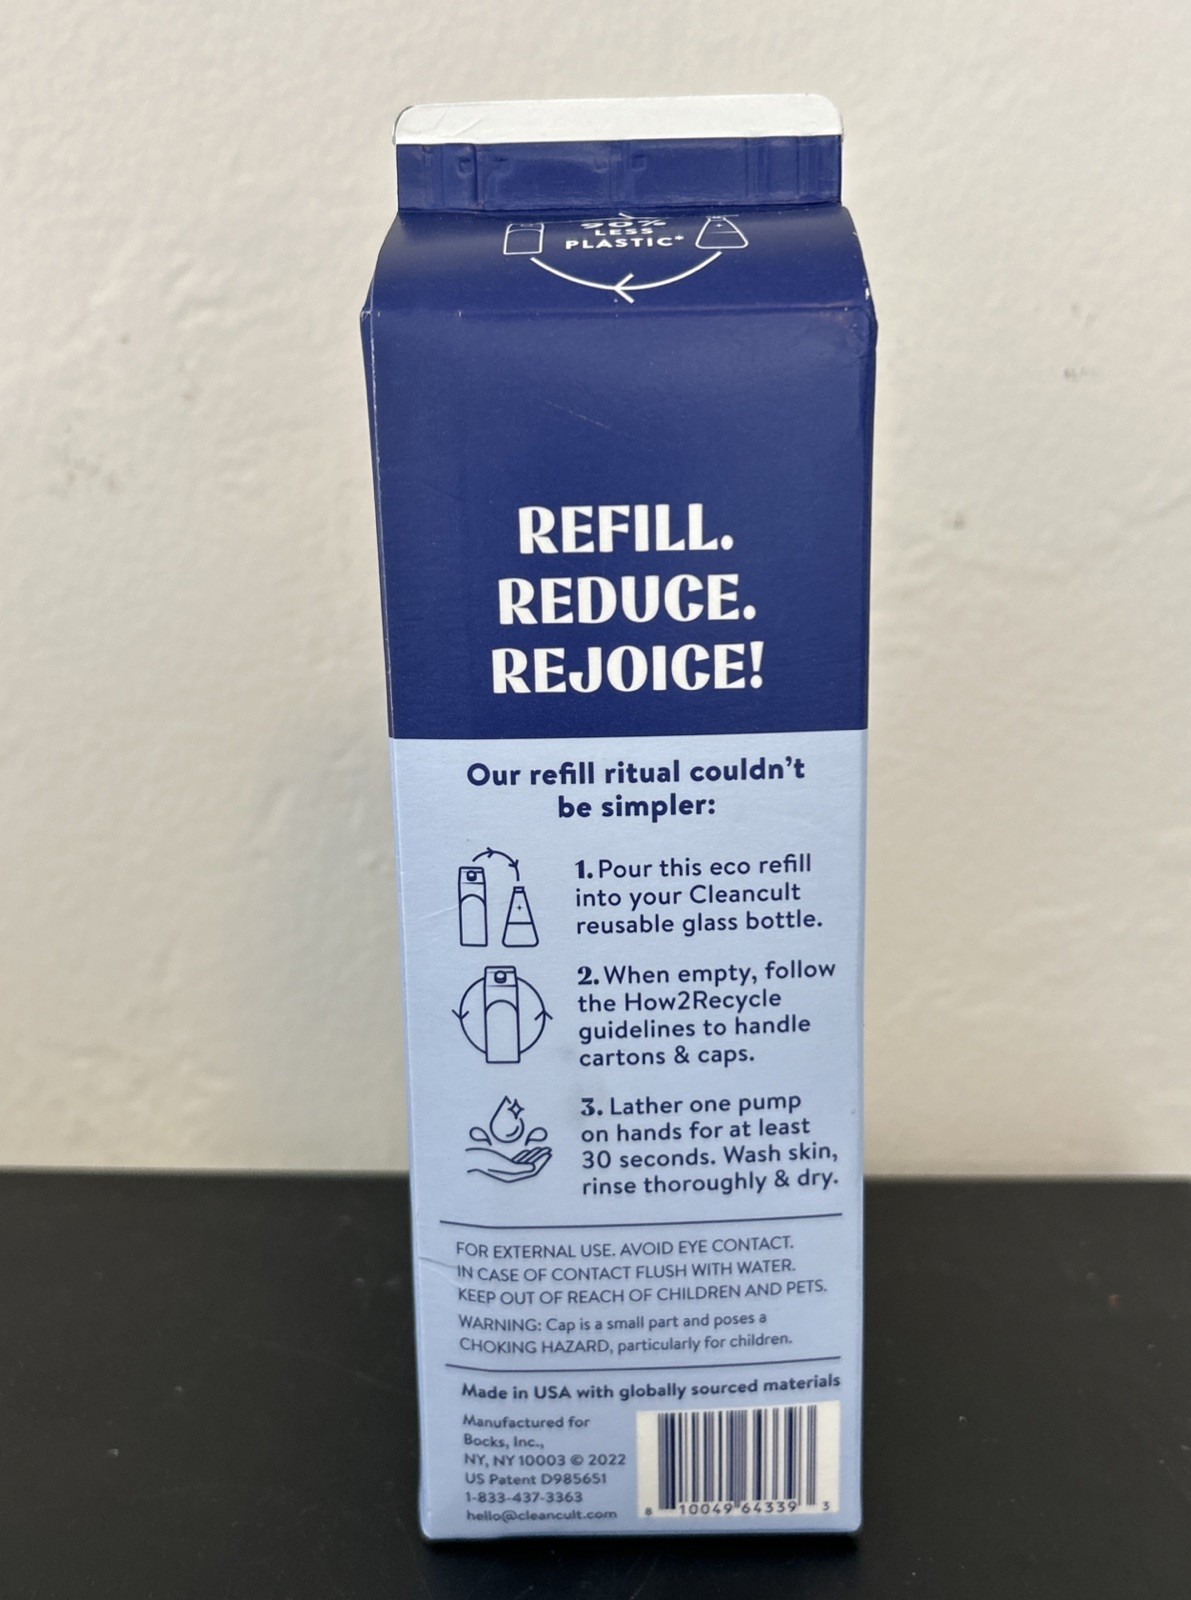 90%
LESS
PLASTIC*
REFILL.
REDUCE.
REJOICE!
Our refill ritual couldn't
be simpler:
1. Pour this eco refill
into your Cleancult
reusable glass bottle.
2. When empty, follow
the How2Recycle
guidelines to handle
cartons & caps.
3. Lather one pump
on hands for at least
30 seconds. Wash skin,
rinse thoroughly & dry.
FOR EXTERNAL USE. AVOID EYE CONTACT.
IN CASE OF CONTACT FLUSH WITH WATER.
KEEP OUT OF REACH OF CHILDREN AND PETS.
WARNING: Cap is a small part and poses a
CHOKING HAZARD, particularly for children.
Made in USA with globally sourced materials
Manufactured for
Bocks, Inc.,
NY, NY 10003 © 2022
US Patent D985651
1-833-437-3363
hello@cleancult.com
8 10049 64339 3